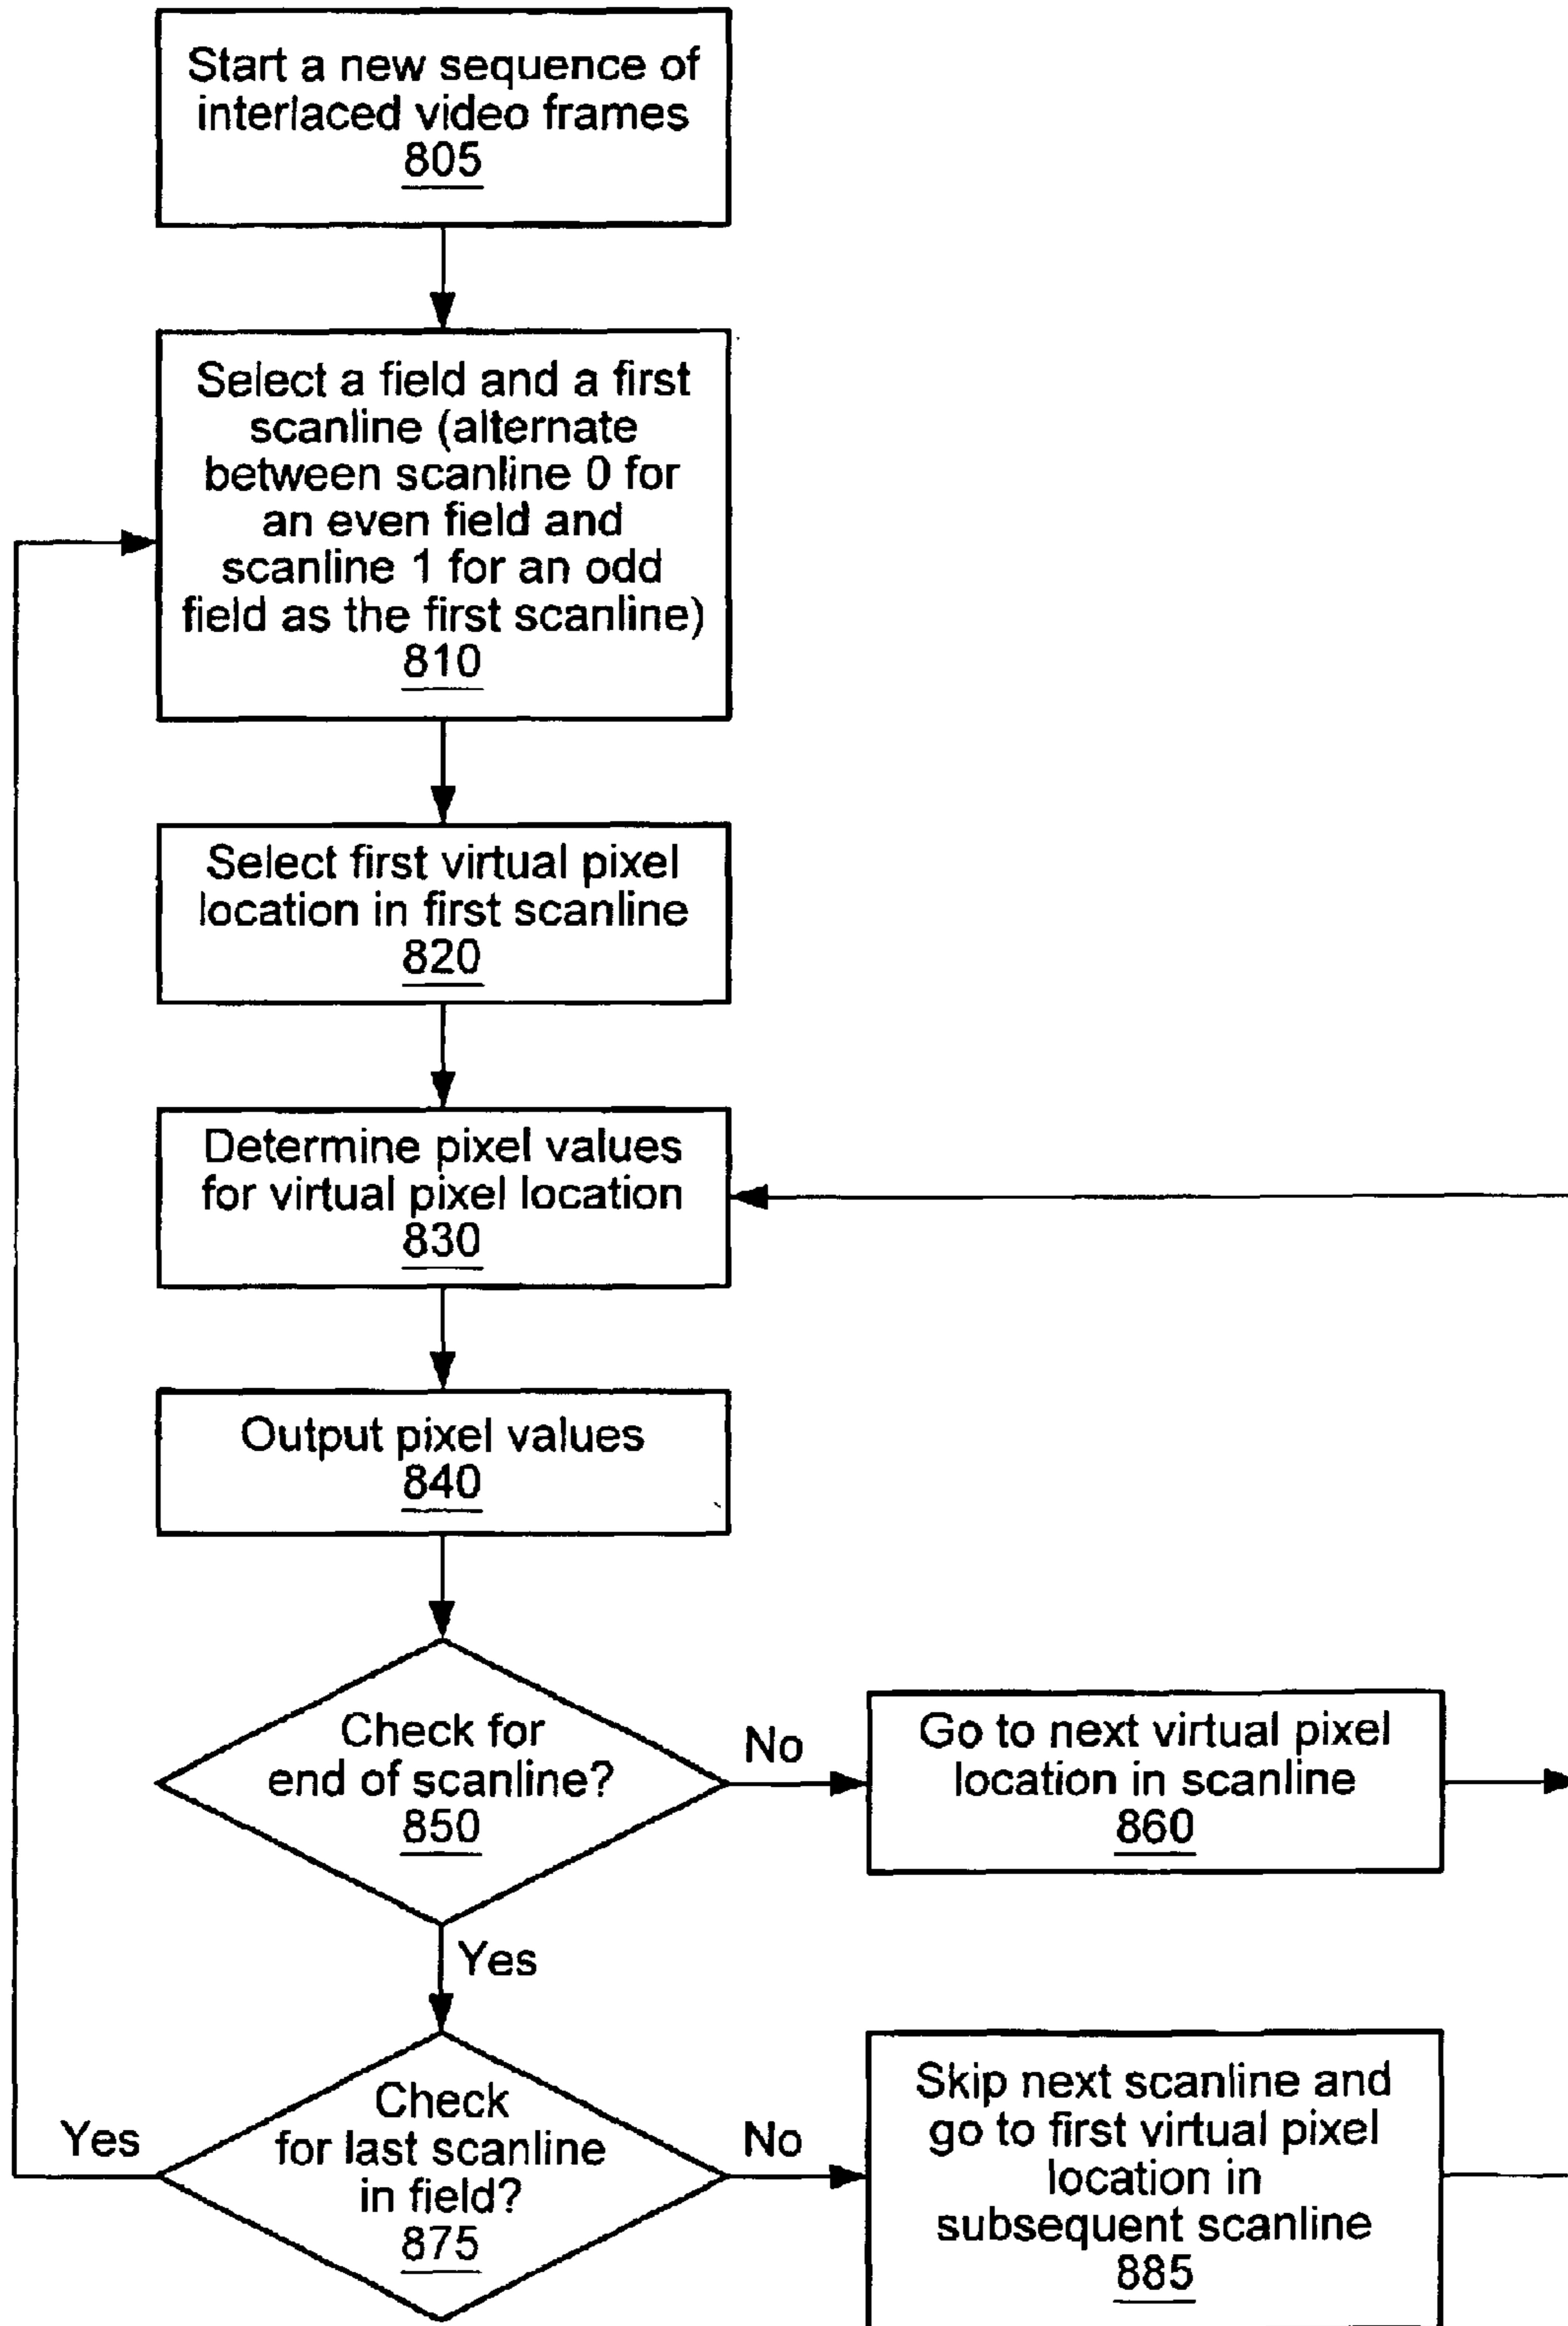 Start a new sequence of
interlaced video frames
805
Select a field and a first
scanline (alternate
between scanline 0 for
an even field and
scanline 1 for an odd
field as the first scanline)
810
Select first virtual pixel
location in first scanline
820
Determine pixel values
for virtual pixel location
830
Output pixel values
840
Check for
end of scanline?
850
No
Go to next virtual pixel
location in scanline
860
Yes
Check
for last scanline
in field?
875
Yes
No
Skip next scanline and
go to first virtual pixel
location in
subsequent scanline
885